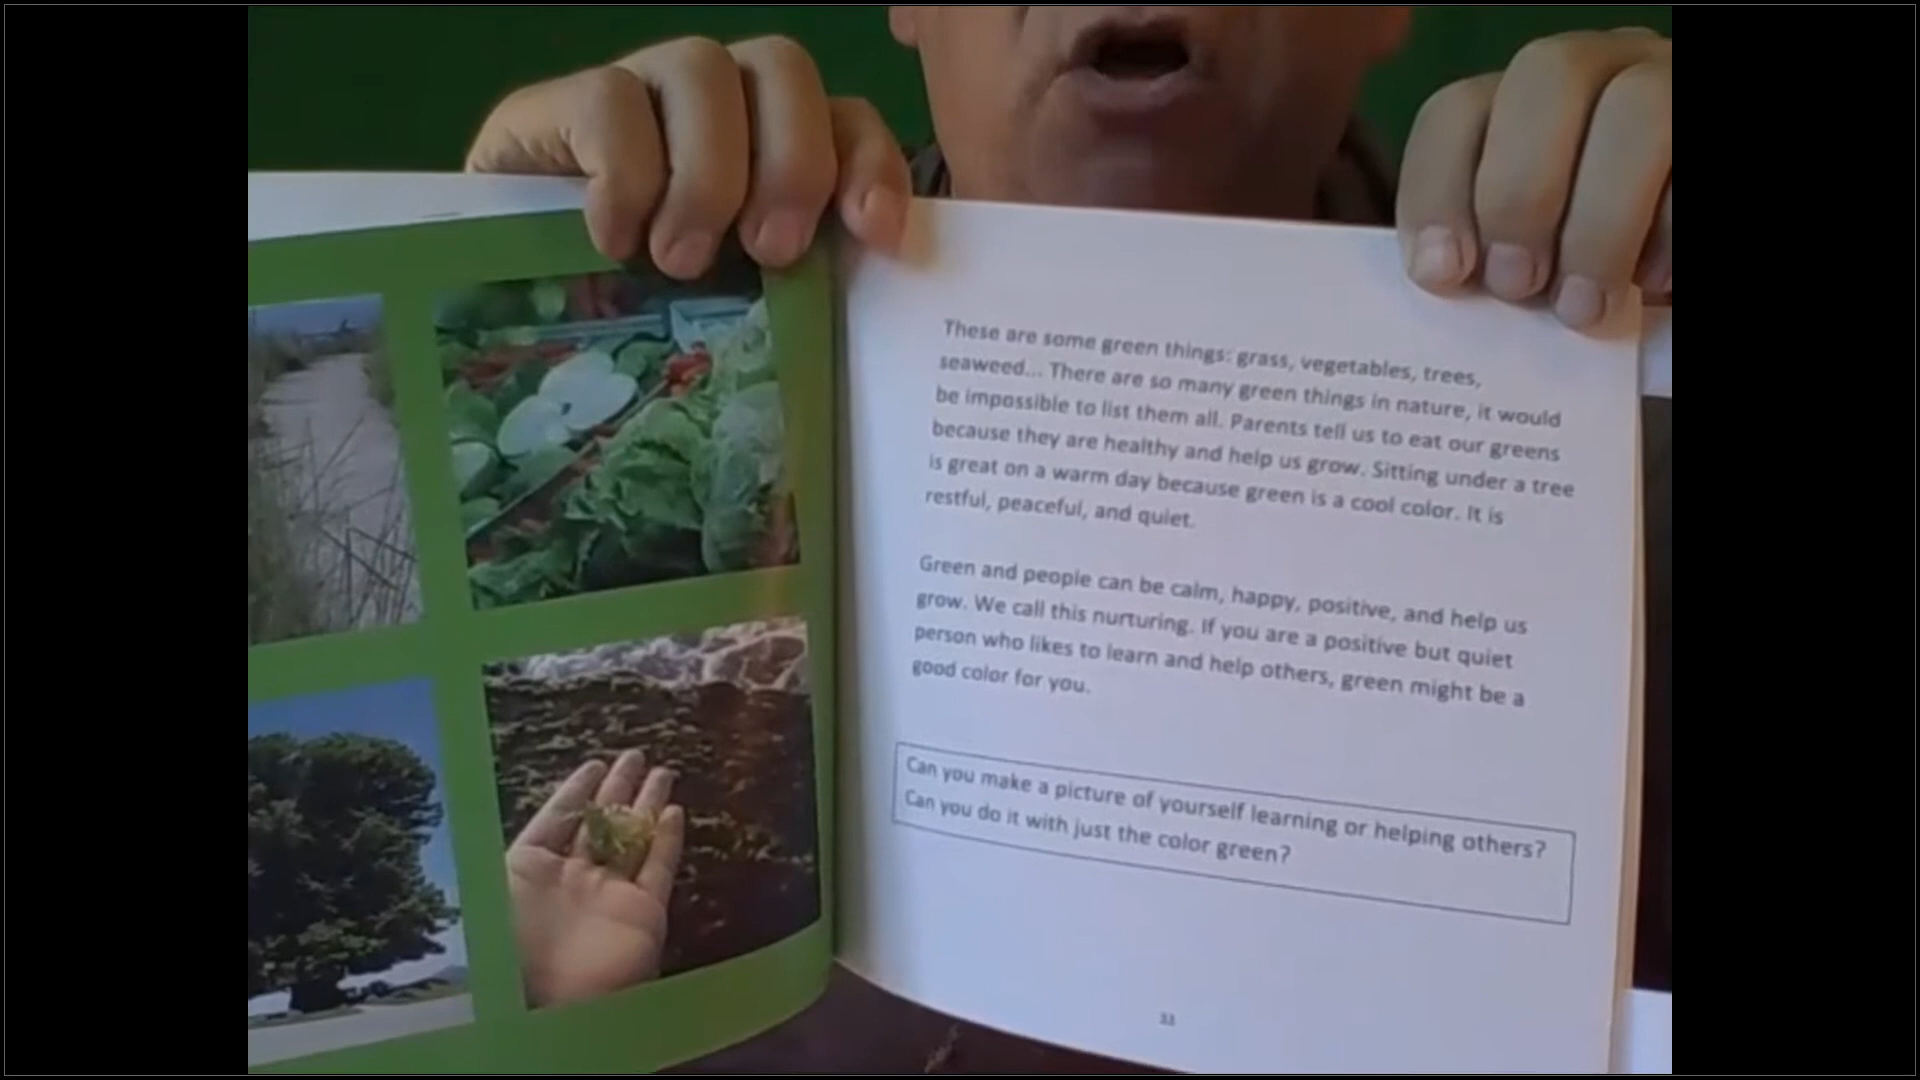 These are some green things: grass, vegetables, trees,
seaweed... There are so many green things in nature, it would
be impossible to list them all. Parents tell us to eat our greens
because they are healthy and help us grow. Sitting under a tree
is great on a warm day because green is a cool color. It is
restful, peaceful, and quiet.
Green and people can be calm, happy, positive, and help us
grow. We call this nurturing. If you are a positive but quiet
person who likes to learn and help others, green might be a
good color for you.
Can you make a picture of yourself learning or helping others?
Can you do it with just the color green?